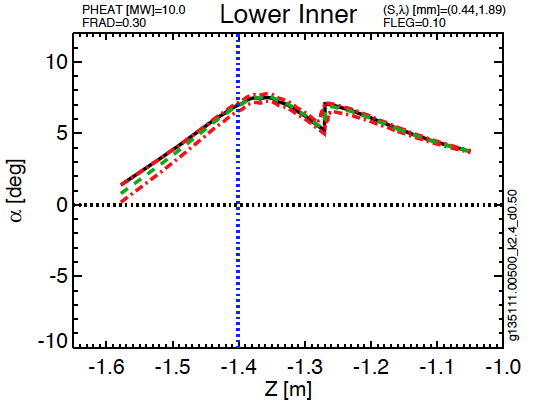 PHEAT [MW]=10.0
FRAD=0.30
Lower Inner
(S,λ) [mm]=(0.44,1.89)
FLEG=0.10
10
5
0
-5
-10
α [deg]
-1.6 -1.5 -1.4 -1.3 -1.2 -1.1 -1.0
Z [m]
g135111.00500_k2.4_d0.50